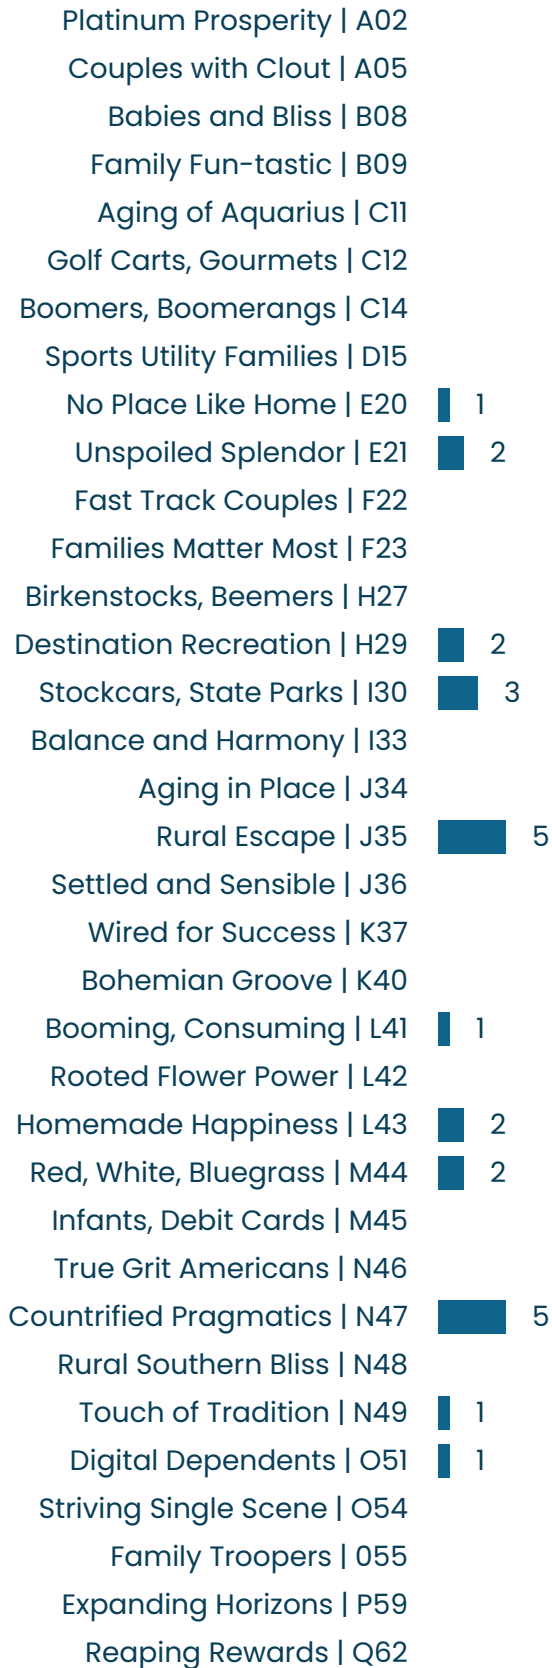 Platinum Prosperity | A02
Couples with Clout | A05
Babies and Bliss | B08
Family Fun-tastic | B09
Aging of Aquarius | C11
Golf Carts, Gourmets | C12
Boomers, Boomerangs | C14
Sports Utility Families | D15
No Place Like Home | E20 1
Unspoiled Splendor | E21 2
Fast Track Couples | F22
Families Matter Most | F23
Birkenstocks, Beemers | H27
Destination Recreation | H29 2
Stockcars, State Parks | I30 3
Balance and Harmony | I33
Aging in Place | J34
Rural Escape | J35 5
Settled and Sensible | J36
Wired for Success | K37
Bohemian Groove | K40
Booming, Consuming | L41 1
Rooted Flower Power | L42
Homemade Happiness | L43 2
Red, White, Bluegrass | M44 2
Infants, Debit Cards | M45
True Grit Americans | N46
Countrified Pragmatics | N47 5
Rural Southern Bliss | N48
Touch of Tradition | N49 1
Digital Dependents | O51 1
Striving Single Scene | O54
Family Troopers | 055
Expanding Horizons | P59
Reaping Rewards | Q62